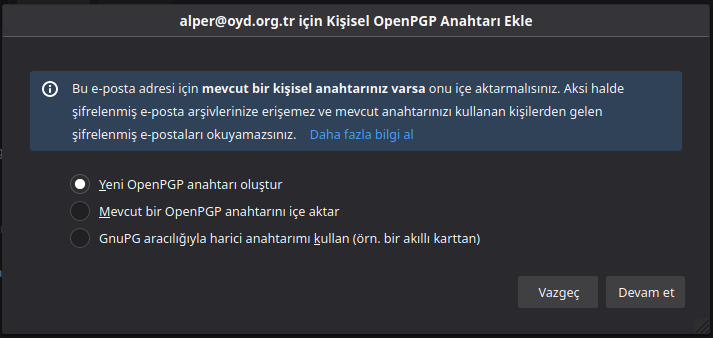 alper@oyd.org.tr için Kişisel OpenPGP Anahtarı Ekle
Bu e-posta adresi için mevcut bir kişisel anahtarınız varsa onu içe aktarmalısınız. Aksi halde
şifrelenmiş e-posta arşivlerinize erişemez ve mevcut anahtarınızı kullanan kişilerden gelen
şifrelenmiş e-postaları okuyamazsınız. Daha fazla bilgi al
Yeni OpenPGP anahtarı oluştur
Mevcut bir OpenPGP anahtarını içe aktar
GnuPG aracılığıyla harici anahtarımı kullan (örn. bir akıllı karttan)
Vazgeç
Devam et